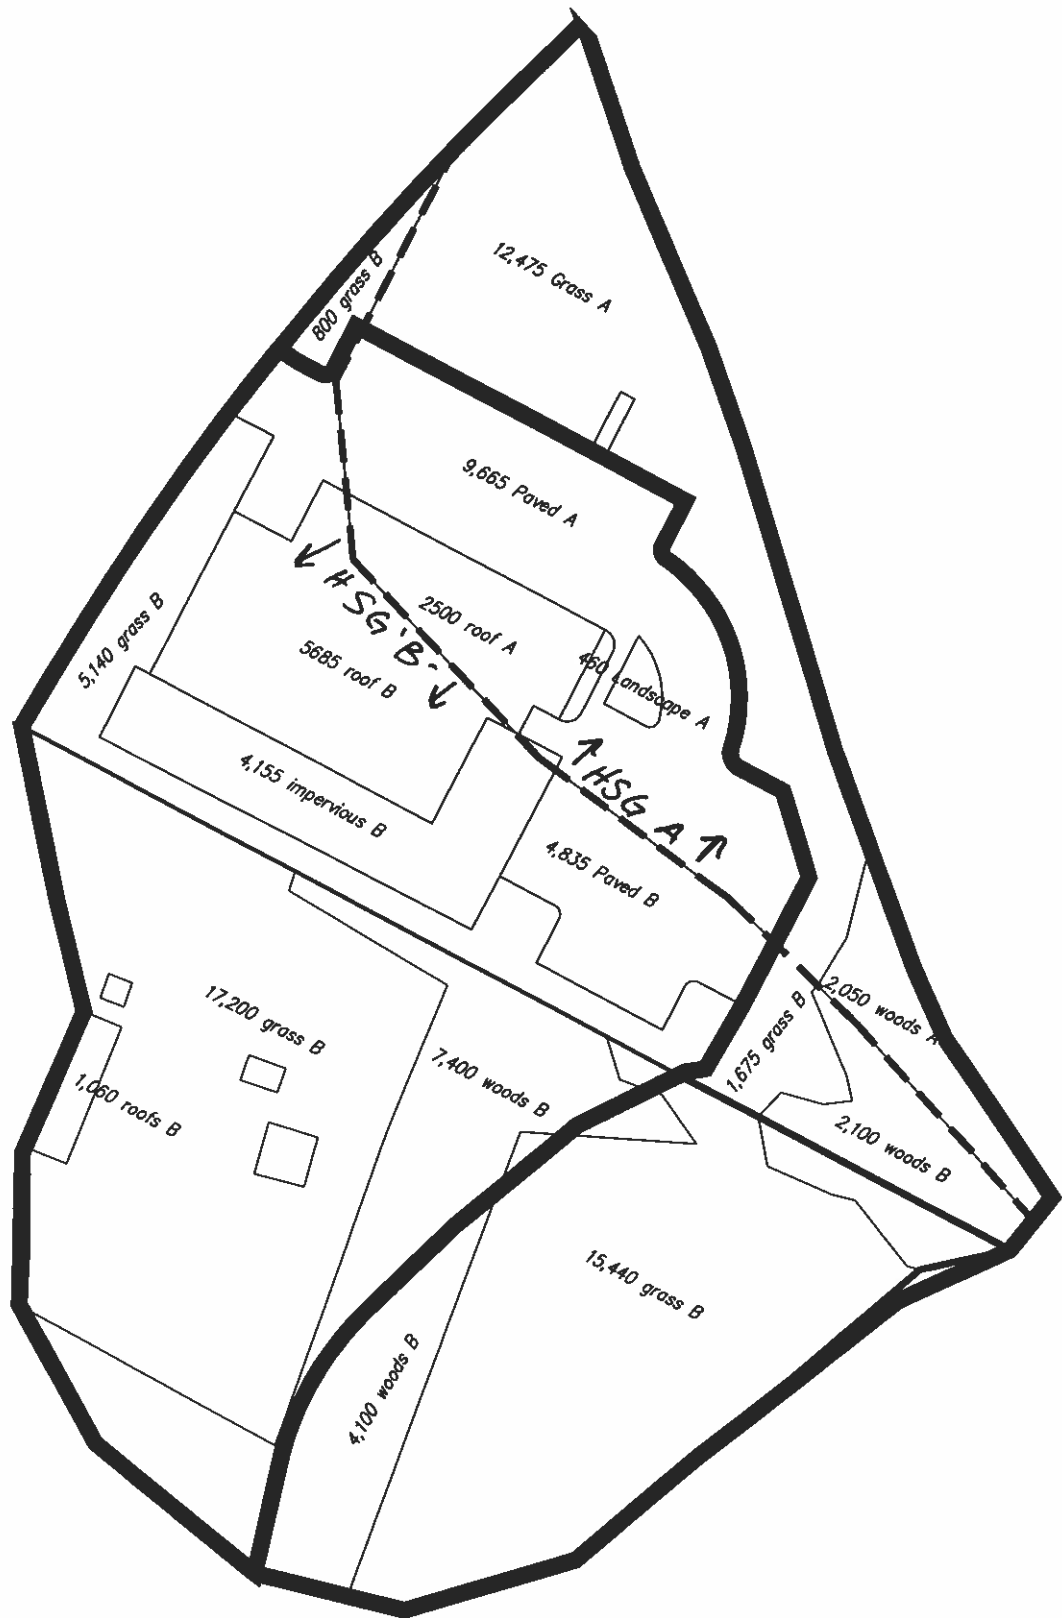 12,475 Grass A
800 grass B
9,665 Paved A
2500 roof A
↓ HSG 'B' ↓
5685 roof B
460 Landscape A
5,140 grass B
↑ HSG A ↑
4,155 impervious B
4,835 Paved B
2,050 woods A
17,200 grass B
1,675 grass B
7,400 woods B
1,060 roofs B
2,100 woods B
15,440 grass B
4,100 woods B